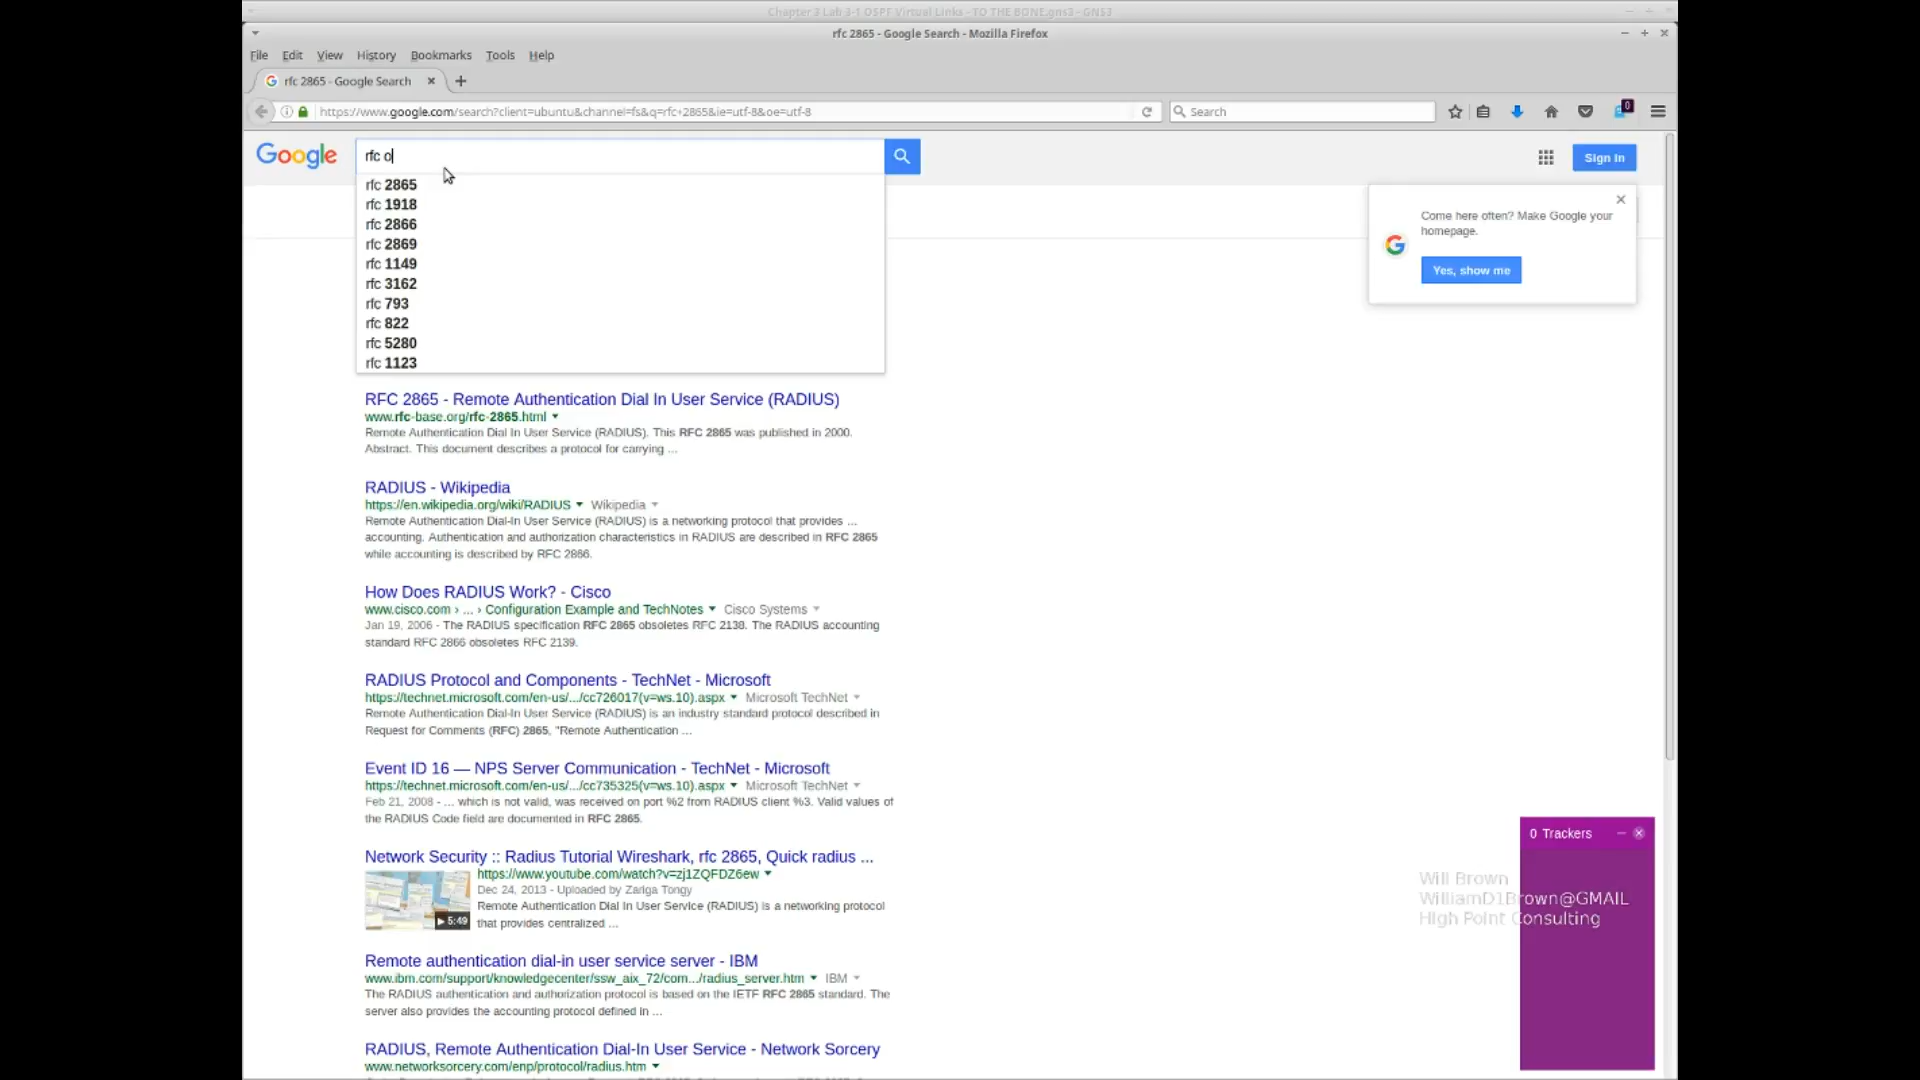 Chapter 3 Lab 3-1 OSPF Virtual Links - TO THE BONE.gns3 - GNS3
rfc 2865 - Google Search - Mozilla Firefox
File Edit View History Bookmarks Tools Help
rfc 2865 - Google Search
https://www.google.com/search?client=ubuntu&channel=fs&q=rfc+2865&ie=utf-8&oe=utf-8
Search
0
Google
rfc o
Sign in
rfc 2865
rfc 1918
rfc 2866
rfc 2869
rfc 1149
rfc 3162
rfc 793
rfc 822
rfc 5280
rfc 1123
Come here often? Make Google your
homepage.
Yes, show me
RFC 2865 - Remote Authentication Dial In User Service (RADIUS)
www.rfc-base.org/rfc-2865.html
Remote Authentication Dial In User Service (RADIUS). This RFC 2865 was published in 2000.
Abstract. This document describes a protocol for carrying ...
RADIUS - Wikipedia
https://en.wikipedia.org/wiki/RADIUS Wikipedia
Remote Authentication Dial-In User Service (RADIUS) is a networking protocol that provides ...
accounting. Authentication and authorization characteristics in RADIUS are described in RFC 2865
while accounting is described by RFC 2866.
How Does RADIUS Work? - Cisco
www.cisco.com › ... › Configuration Example and TechNotes Cisco Systems
Jan 19, 2006 - The RADIUS specification RFC 2865 obsoletes RFC 2138. The RADIUS accounting
standard RFC 2866 obsoletes RFC 2139.
RADIUS Protocol and Components - TechNet - Microsoft
https://technet.microsoft.com/en-us/.../cc726017(v=ws.10).aspx Microsoft TechNet
Remote Authentication Dial-In User Service (RADIUS) is an industry standard protocol described in
Request for Comments (RFC) 2865, "Remote Authentication ...
Event ID 16 — NPS Server Communication - TechNet - Microsoft
https://technet.microsoft.com/en-us/.../cc735325(v=ws.10).aspx Microsoft TechNet
Feb 21, 2008 - ... which is not valid, was received on port %2 from RADIUS client %3. Valid values of
the RADIUS Code field are documented in RFC 2865.
Network Security :: Radius Tutorial Wireshark, rfc 2865, Quick radius ...
https://www.youtube.com/watch?v=zj1ZQFDZ6ew
Dec 24, 2013 - Uploaded by Zariga Tongy
Remote Authentication Dial In User Service (RADIUS) is a networking protocol
that provides centralized ...
5:49
Remote authentication dial-in user service server - IBM
www.ibm.com/support/knowledgecenter/ssw_aix_72/com.../radius_server.htm IBM
The RADIUS authentication and authorization protocol is based on the IETF RFC 2865 standard. The
server also provides the accounting protocol defined in ...
RADIUS, Remote Authentication Dial-In User Service - Network Sorcery
www.networksorcery.com/enp/protocol/radius.htm
0 Trackers
Will Brown
WilliamD1Brown@GMAIL
High Point Consulting